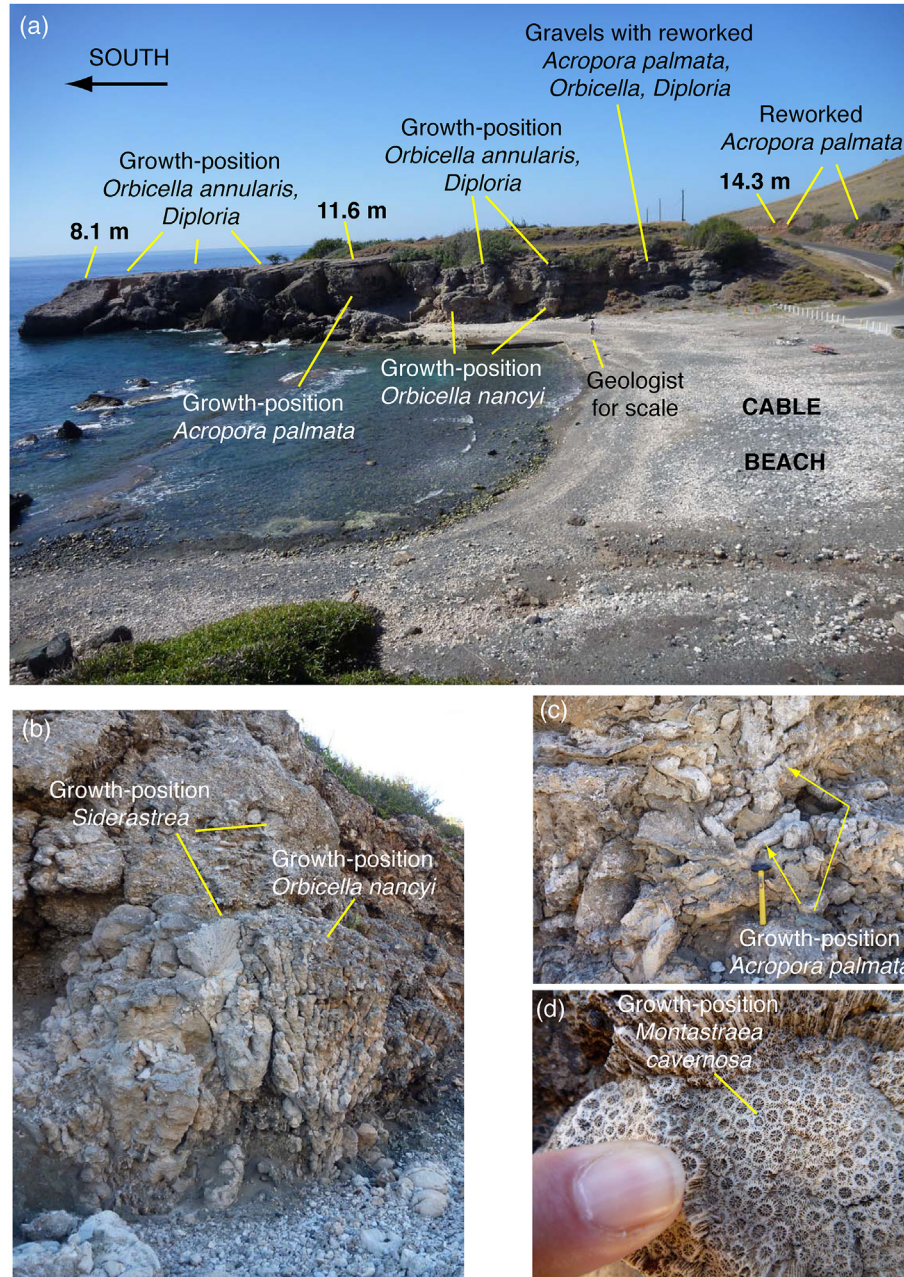 (a)
SOUTH
Gravels with reworked
Acropora palmata,
Orbicella, Diploria
Reworked
Acropora palmata
Growth-position
Orbicella annularis,
Diploria
Growth-position
Orbicella annularis,
Diploria
14.3 m
11.6 m
8.1 m
Growth-position
Acropora palmata
Growth-position
Orbicella nancyi
Geologist
for scale
CABLE
BEACH
(b)
Growth-position
Siderastrea
Growth-position
Orbicella nancyi
(c)
Growth-position
Acropora palmata
(d)
Growth-position
Montastraea
cavernosa